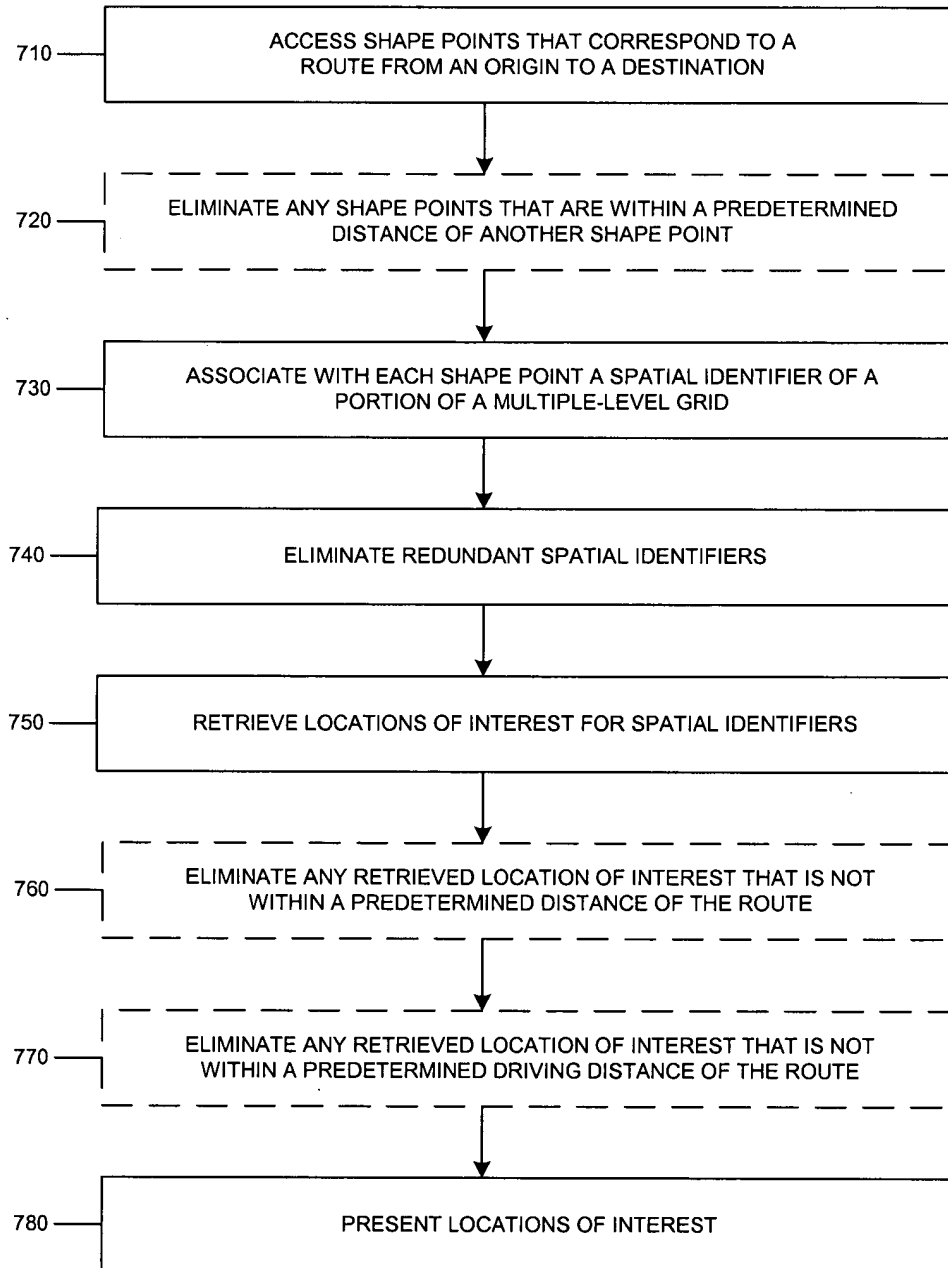 710
ACCESS SHAPE POINTS THAT CORRESPOND TO A
ROUTE FROM AN ORIGIN TO A DESTINATION
720
ELIMINATE ANY SHAPE POINTS THAT ARE WITHIN A PREDETERMINED
DISTANCE OF ANOTHER SHAPE POINT
730
ASSOCIATE WITH EACH SHAPE POINT A SPATIAL IDENTIFIER OF A
PORTION OF A MULTIPLE-LEVEL GRID
740
ELIMINATE REDUNDANT SPATIAL IDENTIFIERS
750
RETRIEVE LOCATIONS OF INTEREST FOR SPATIAL IDENTIFIERS
760
ELIMINATE ANY RETRIEVED LOCATION OF INTEREST THAT IS NOT
WITHIN A PREDETERMINED DISTANCE OF THE ROUTE
770
ELIMINATE ANY RETRIEVED LOCATION OF INTEREST THAT IS NOT
WITHIN A PREDETERMINED DRIVING DISTANCE OF THE ROUTE
780
PRESENT LOCATIONS OF INTEREST